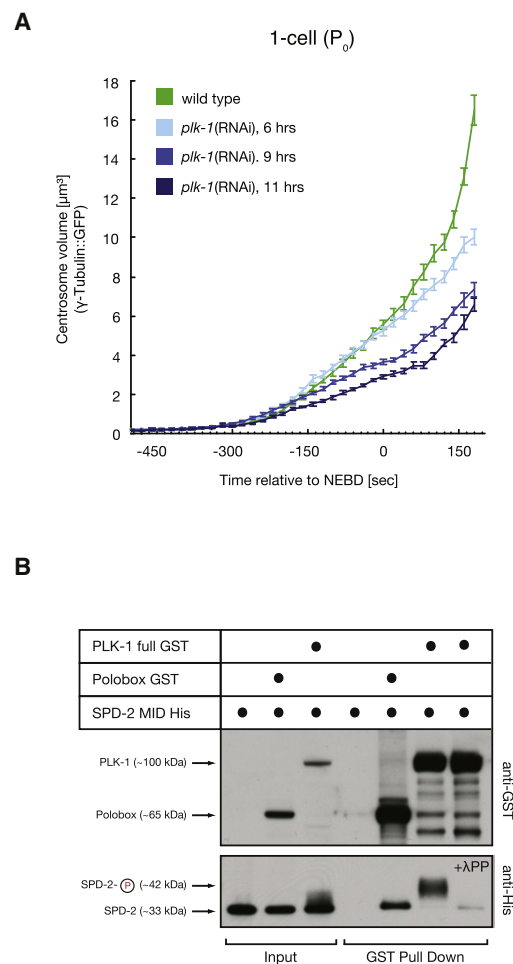 A
1-cell (P0)
18
16
14
12
10
8
6
4
2
0
Centrosome volume [μm³]
(γ-Tubulin::GFP)
wild type
plk-1(RNAi), 6 hrs
plk-1(RNAi). 9 hrs
plk-1(RNAi), 11 hrs
-450 -300 -150 0 150
Time relative to NEBD [sec]
B
PLK-1 full GST
Polobox GST
SPD-2 MID His
PLK-1 (~100 kDa)
Polobox (~65 kDa)
anti-GST
+λPP
SPD-2- P (~42 kDa)
SPD-2 (~33 kDa)
anti-His
Input GST Pull Down